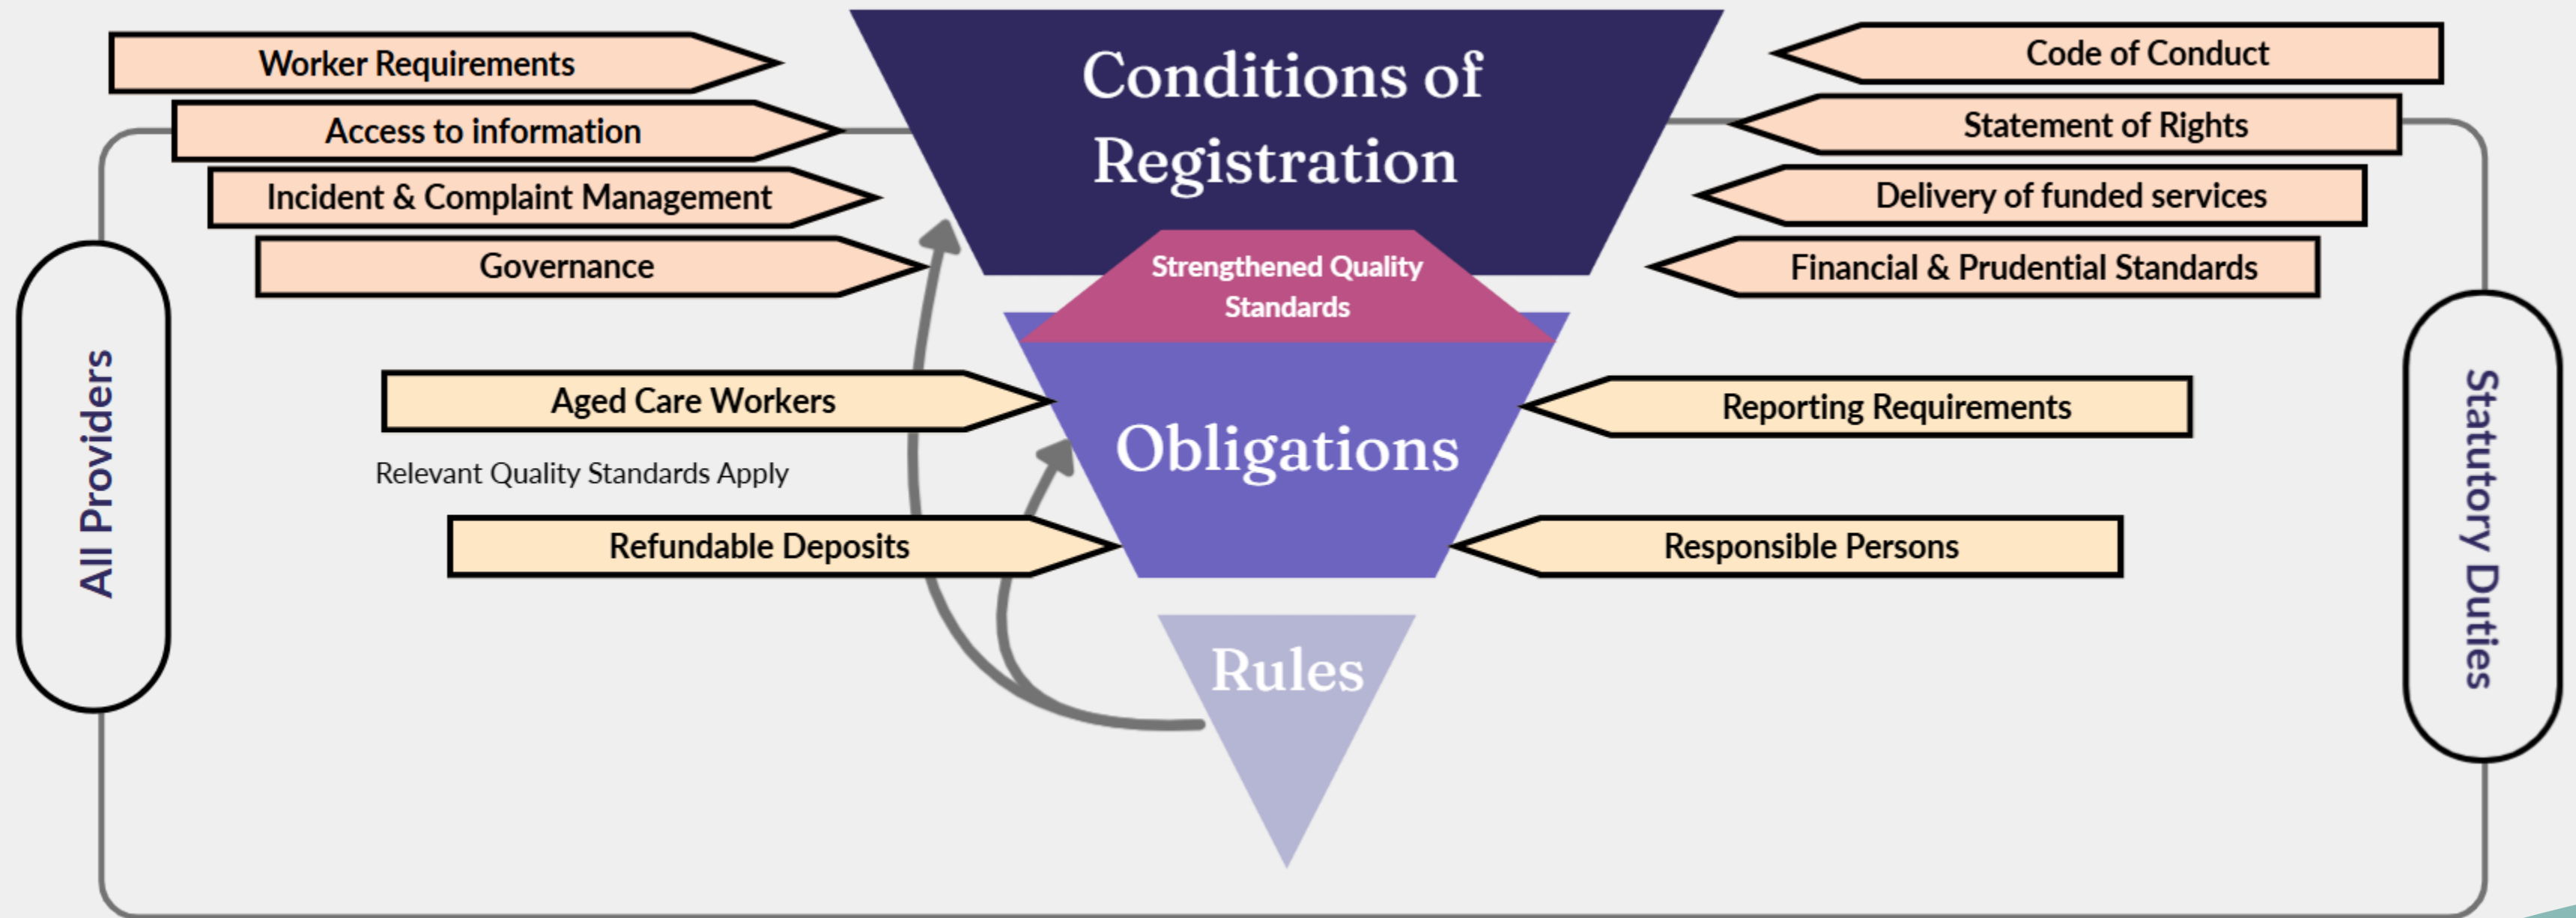 Conditions of
Registration
Strengthened Quality
Standards
Obligations
Rules
Worker Requirements
Access to information
Incident & Complaint Management
Governance
Aged Care Workers
Relevant Quality Standards Apply
Refundable Deposits
Code of Conduct
Statement of Rights
Delivery of funded services
Financial & Prudential Standards
Reporting Requirements
Responsible Persons
All Providers
Statutory Duties